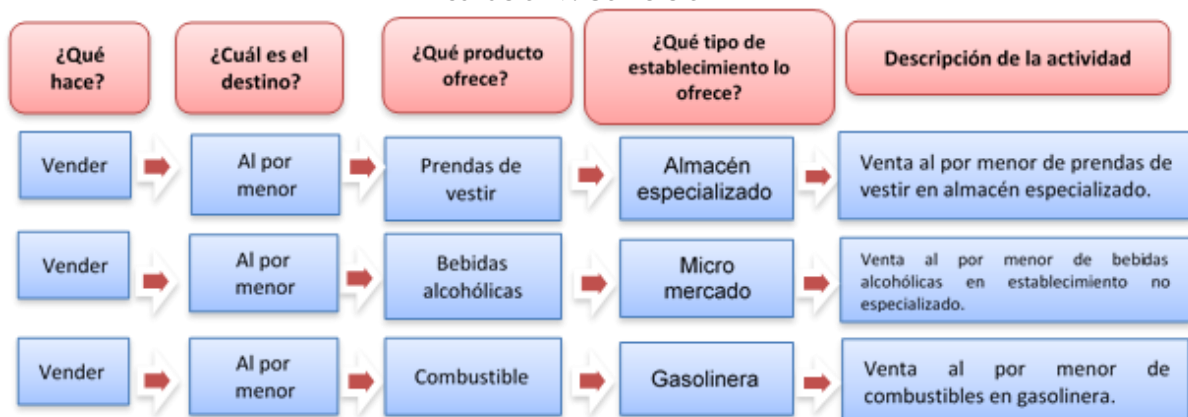 ¿Qué
hace?
¿Cuál es el
destino?
¿Qué producto
ofrece?
¿Qué tipo de
establecimiento lo
ofrece?
Descripción de la actividad
Vender
Al por
menor
Prendas de
vestir
Almacén
especializado
Venta al por menor de prendas de
vestir en almacén especializado.
Vender
Al por
menor
Bebidas
alcohólicas
Micro
mercado
Venta al por menor de bebidas
alcohólicas en establecimiento no
especializado.
Vender
Al por
menor
Combustible
Gasolinera
Venta al por menor de
combustibles en gasolinera.